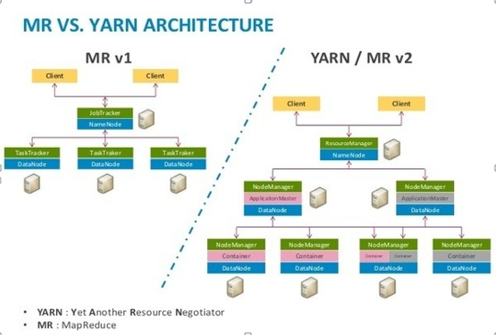 MR VS. YARN ARCHITECTURE
MR v1
Client
Client
JobTracker
NameNode
TaskTracker
DataNode
TaskTraker
DataNode
TaskTraker
DataNode
YARN / MR v2
Client
Client
ResourceManager
NameNode
NodeManager
ApplicationMaster
DataNode
NodeManager
ApplicationMaster
DataNode
NodeManager
Container
DataNode
NodeManager
Container
DataNode
NodeManager
Container Container
DataNode
NodeManager
Container
DataNode
• YARN : Yet Another Resource Negotiator
• MR : MapReduce